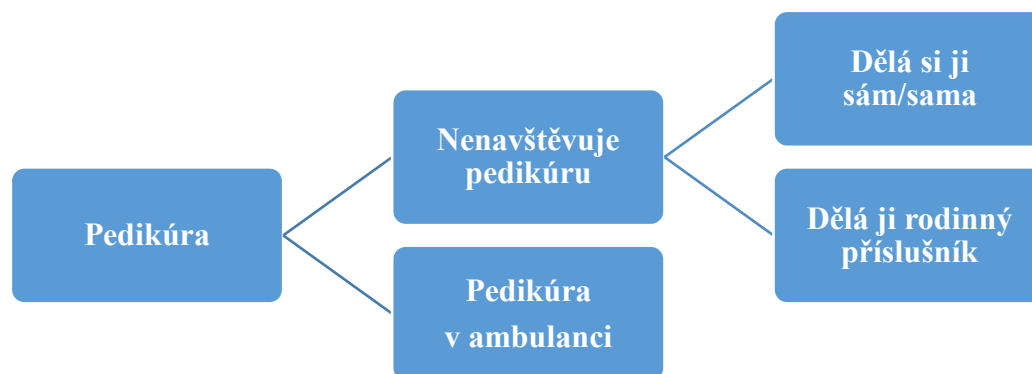 Pedikúra
Nenavštěvuje
pedikúru
Pedikúra
v ambulanci
Dělá si ji
sám/sama
Dělá ji rodinný
příslušník